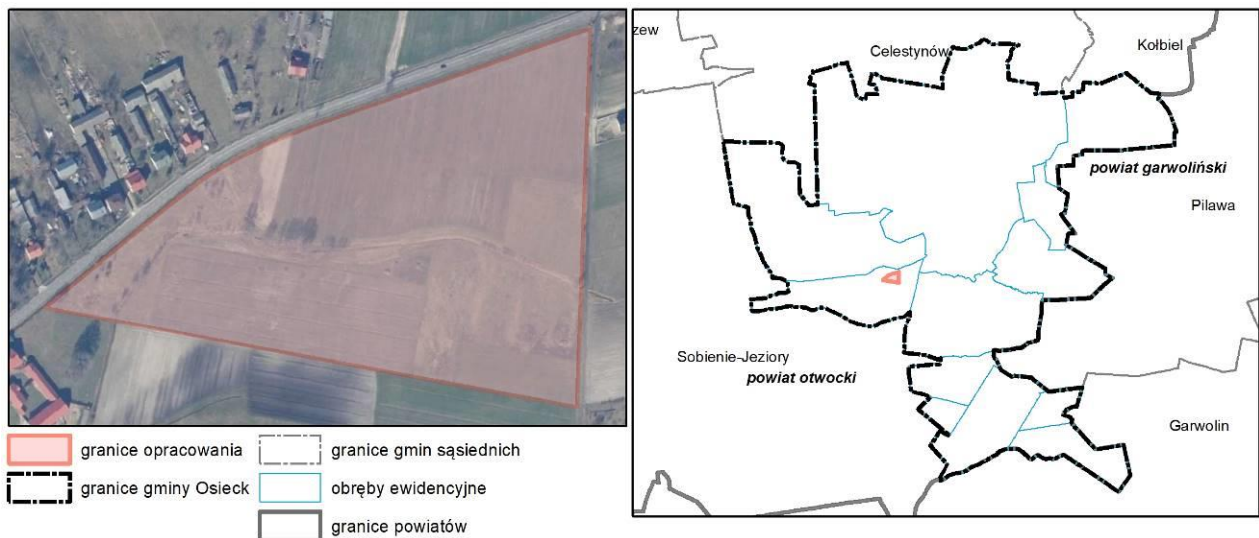 zew
Celestynów
Kołbiel
powiat garwoliński
Pilawa
Sobienie-Jeziory
powiat otwocki
Garwolin
granice opracowania
granice gminy Osieck
granice gmin sąsiednich
obręby ewidencyjne
granice powiatów